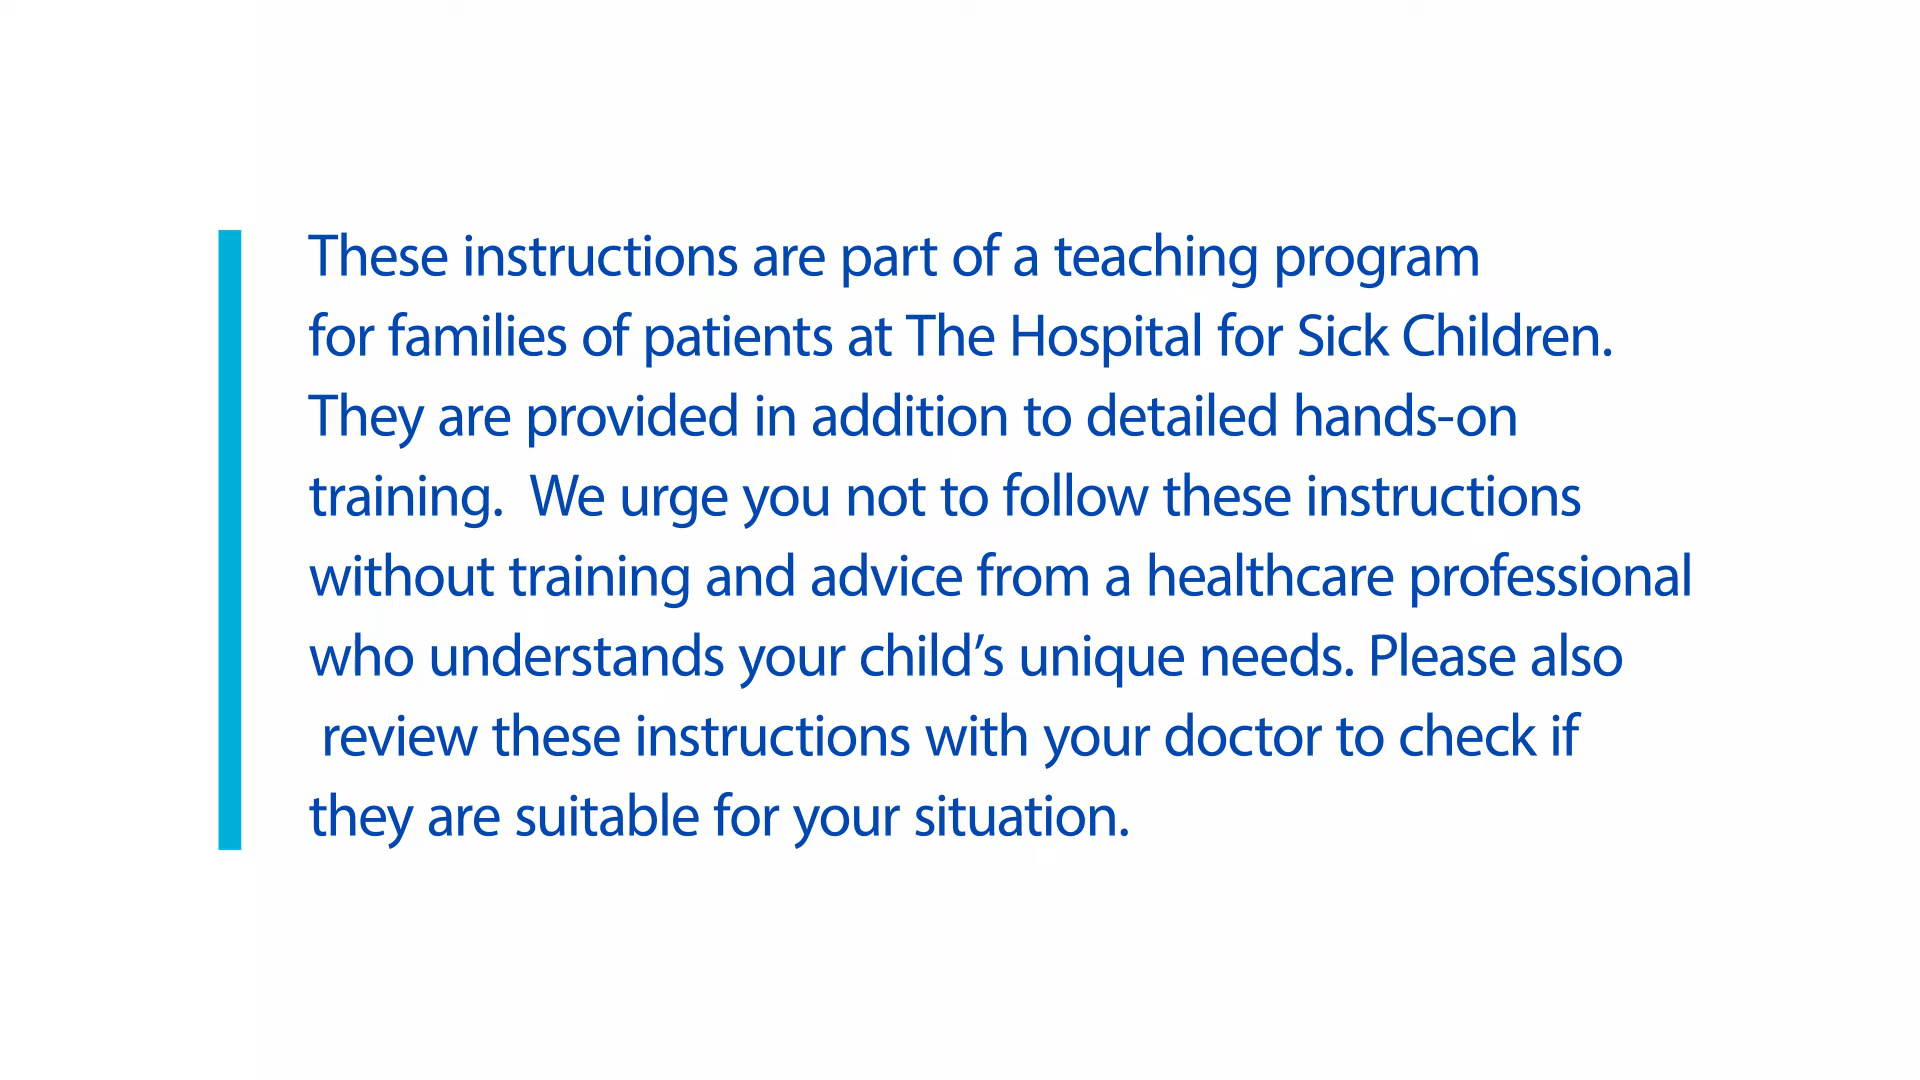 These instructions are part of a teaching program
for families of patients at The Hospital for Sick Children.
They are provided in addition to detailed hands-on
training.  We urge you not to follow these instructions
without training and advice from a healthcare professional
who understands your child’s unique needs. Please also
review these instructions with your doctor to check if
they are suitable for your situation.